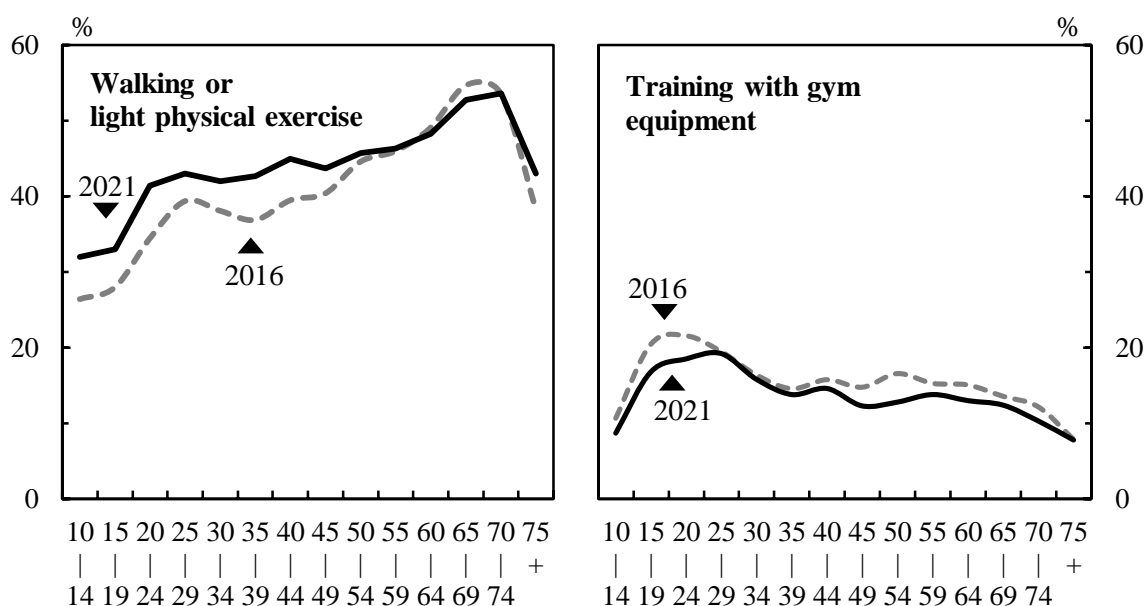 %
60
Walking or
light physical exercise
40
2021
2016
20
0
10 15 20 25 30 35 40 45 50 55 60 65 70 75
| | | | | | | | | | | | | +
14 19 24 29 34 39 44 49 54 59 64 69 74
%
60
Training with gym
equipment
40
2016
20
2021
0
10 15 20 25 30 35 40 45 50 55 60 65 70 75
| | | | | | | | | | | | | +
14 19 24 29 34 39 44 49 54 59 64 69 74